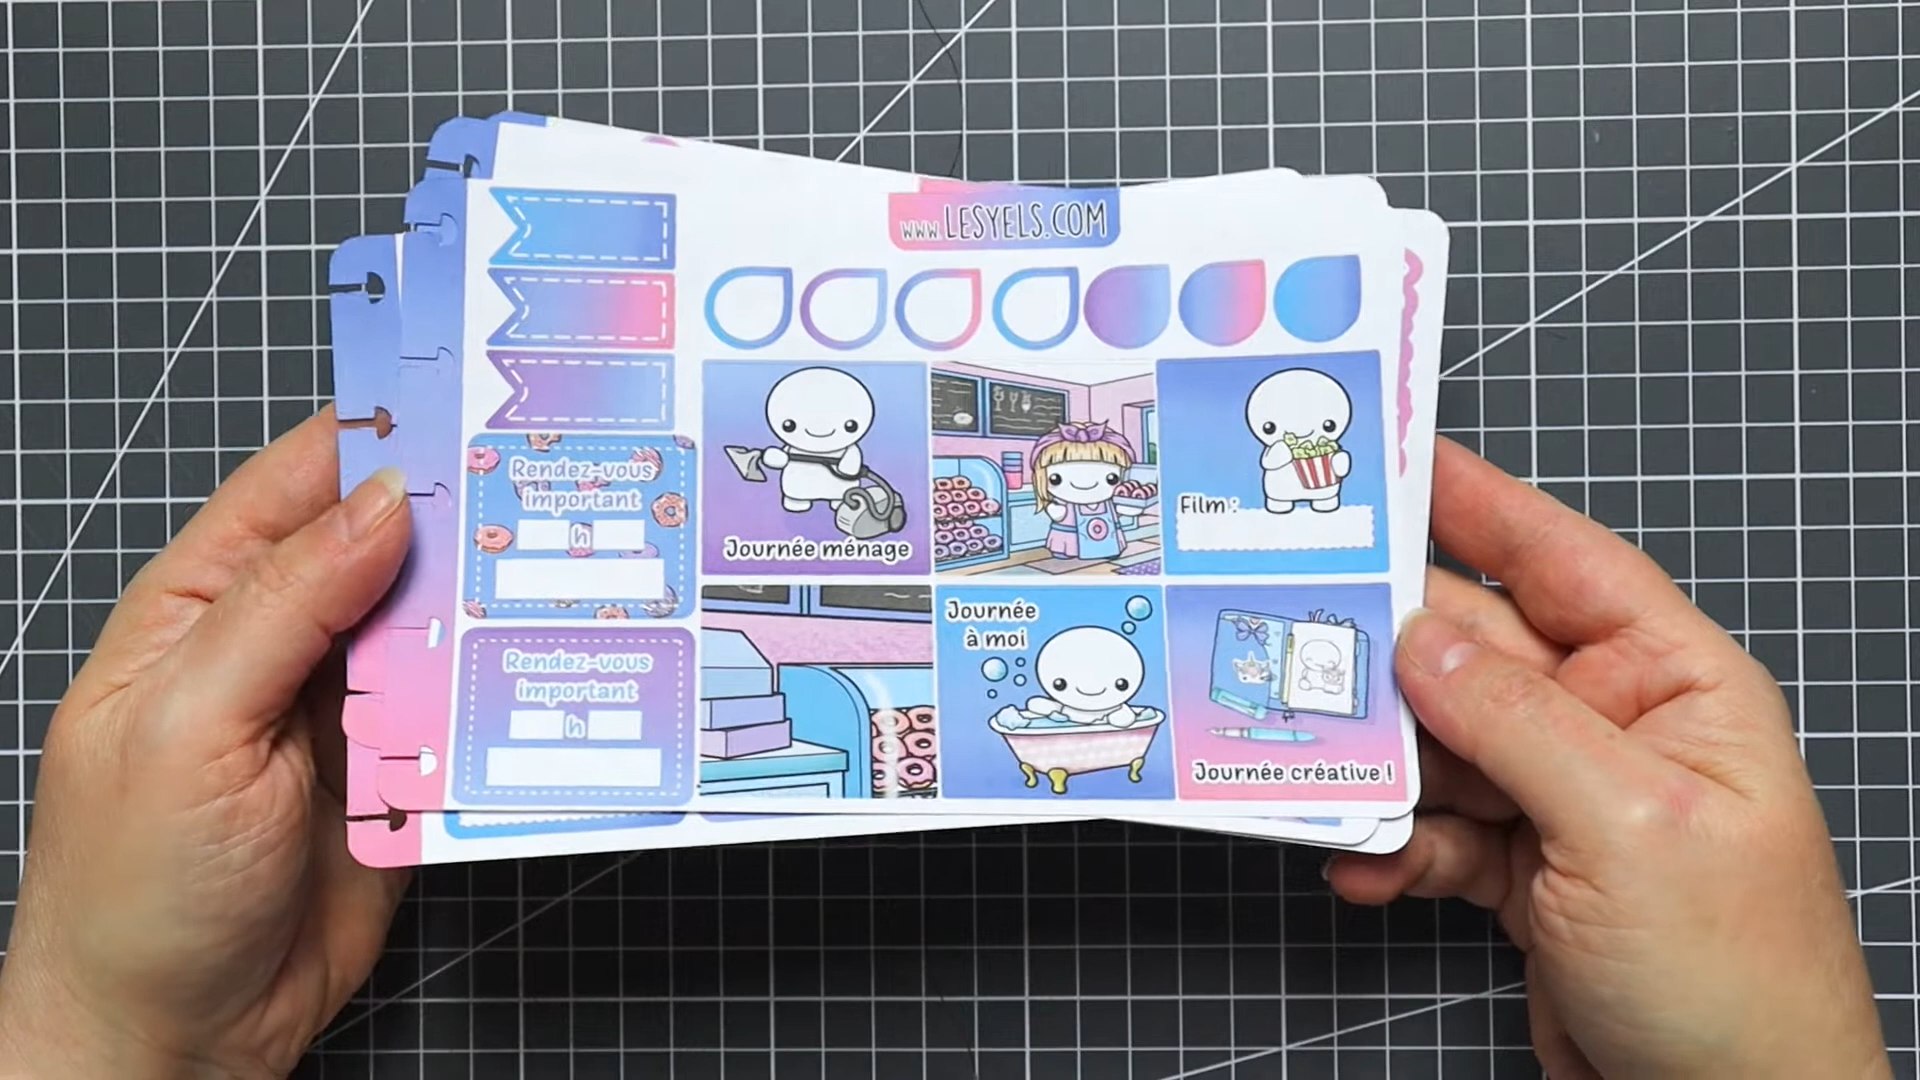 www.LESYELS.COM
Rendez-vous
important
h
Rendez-vous
important
h
Journée ménage
Film :
Journée
à moi
Journée créative !